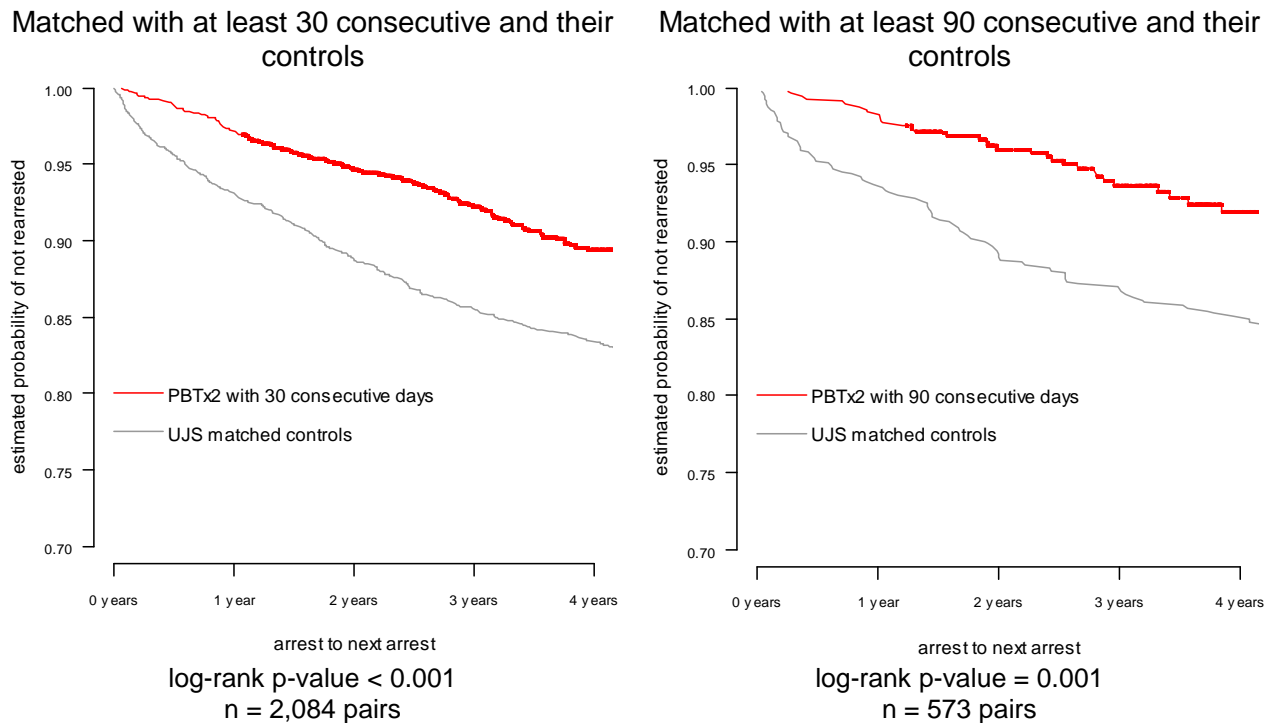 Matched with at least 30 consecutive and their
controls
estimated probability of not rearrested
1.00
0.95
0.90
0.85
0.80
0.75
0.70
PBTx2 with 30 consecutive days
UJS matched controls
0 years 1 year 2 years 3 years 4 years
arrest to next arrest
log-rank p-value < 0.001
n = 2,084 pairs
Matched with at least 90 consecutive and their
controls
estimated probability of not rearrested
1.00
0.95
0.90
0.85
0.80
0.75
0.70
PBTx2 with 90 consecutive days
UJS matched controls
0 years 1 year 2 years 3 years 4 years
arrest to next arrest
log-rank p-value = 0.001
n = 573 pairs